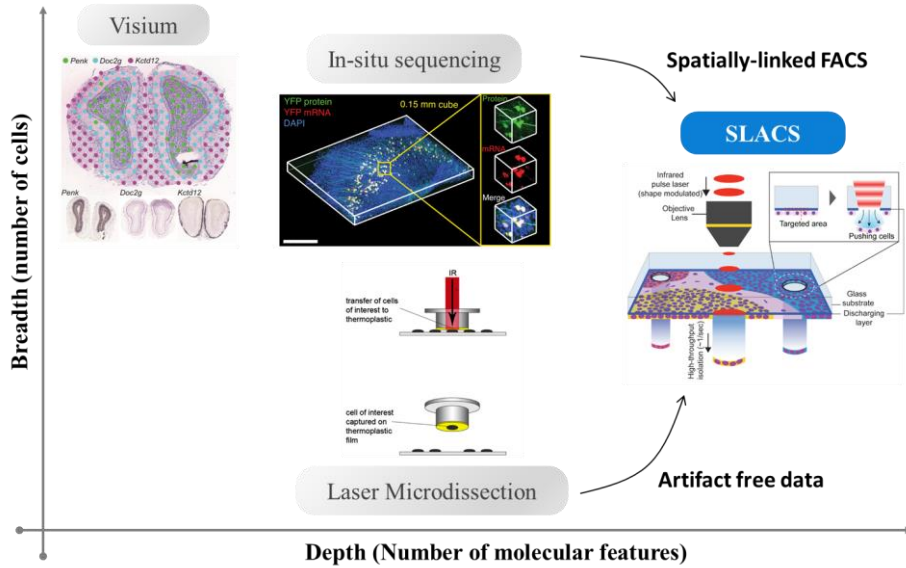 Visium
Penk Doc2g Kctd12
Penk Doc2g Kctd12
In-situ sequencing
YFP protein
YFP mRNA
DAPI
0.15 mm cube
Protein
mRNA
Merge
IR
transfer of cells
of interest to
thermoplastic
cell of interest
captured on
thermoplastic
film
Laser Microdissection
Spatially-linked FACS
SLACS
Infrared
pulse laser
(shape modulated)
Objective
Lens
Targeted area
Pushing cells
Glass
substrate
Discharging
layer
High-throughput
isolation (~1/sec)
Artifact free data
Breadth (number of cells)
Depth (Number of molecular features)